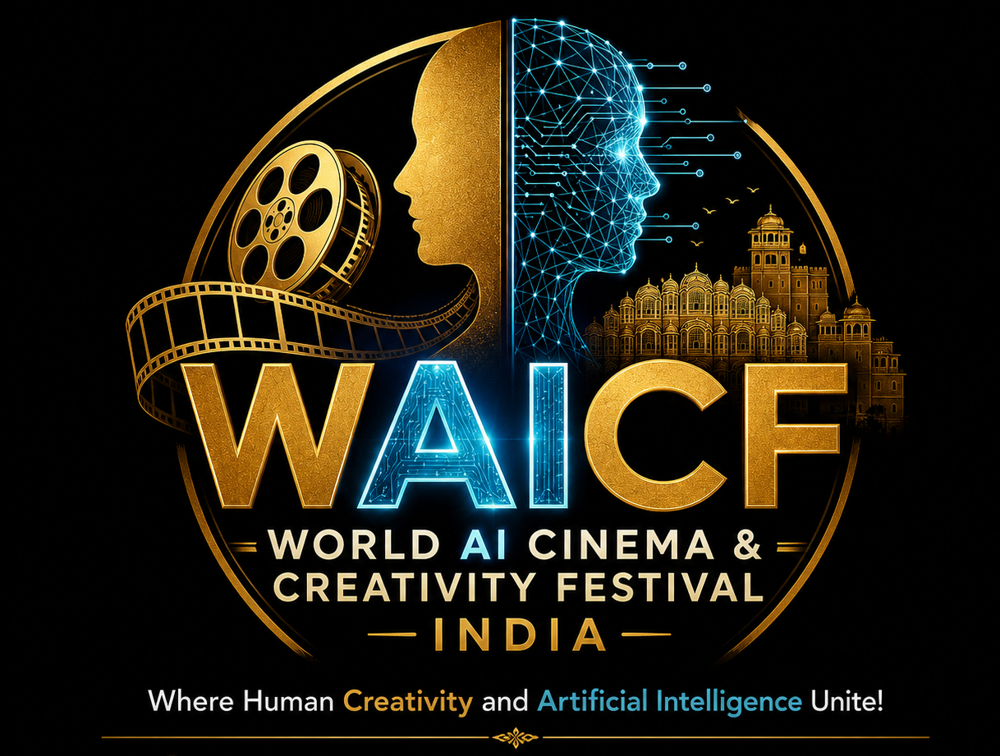 WAICF
WORLD AI CINEMA &
CREATIVITY FESTIVAL
INDIA
Where Human Creativity and Artificial Intelligence Unite!